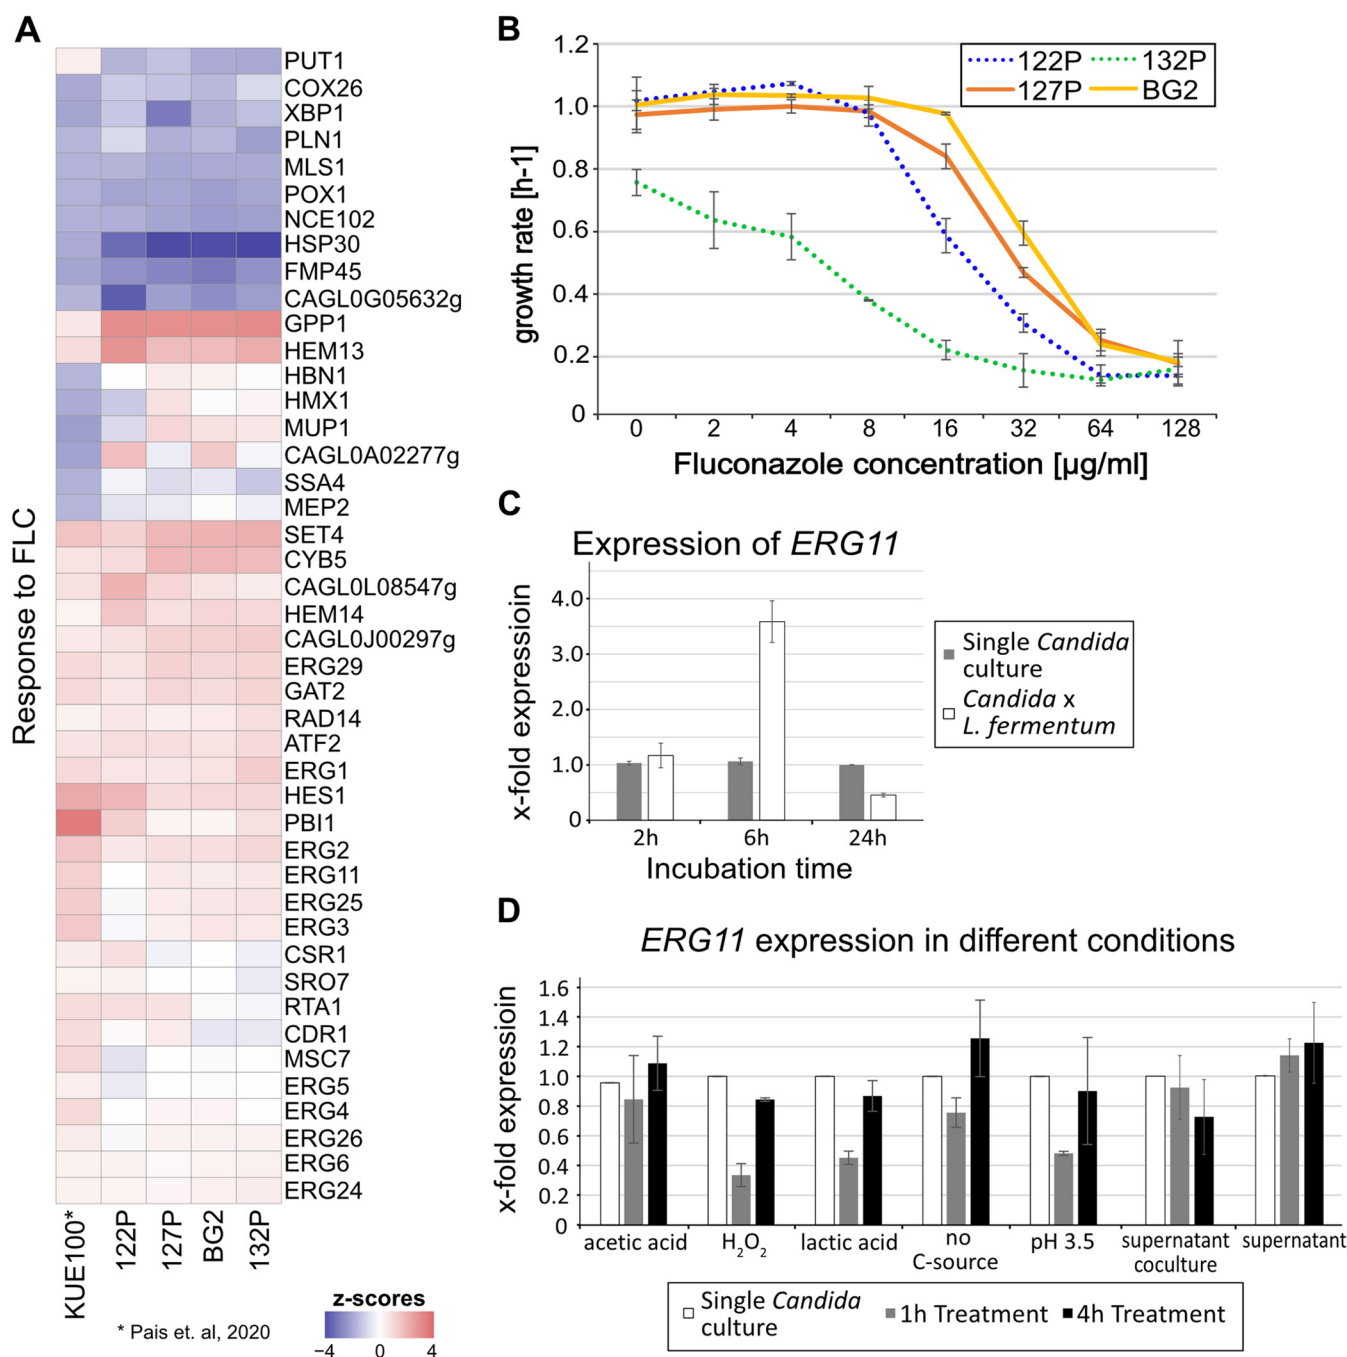 A
PUT1
COX26
XBP1
PLN1
MLS1
POX1
NCE102
HSP30
FMP45
CAGL0G05632g
GPP1
HEM13
HBN1
HMX1
MUP1
CAGL0A02277g
SSA4
MEP2
SET4
CYB5
CAGL0L08547g
HEM14
CAGL0J00297g
ERG29
GAT2
RAD14
ATF2
ERG1
HES1
PBI1
ERG2
ERG11
ERG25
ERG3
CSR1
SRO7
RTA1
CDR1
MSC7
ERG5
ERG4
ERG26
ERG6
ERG24
Response to FLC
KUE100*
122P
127P
BG2
132P
* Pais et. al, 2020
z-scores
−4
0
4
B
1.2
1.0
0.8
0.6
0.4
0.2
0
growth rate [h-1]
122P
132P
127P
BG2
0
2
4
8
16
32
64
128
Fluconazole concentration [µg/ml]
C
Expression of ERG11
4.0
3.0
2.0
1.0
0
x-fold expressioin
2h
6h
24h
Incubation time
Single Candida
culture
Candida x
L. fermentum
D
ERG11 expression in different conditions
1.6
1.4
1.2
1.0
0.8
0.6
0.4
0.2
0
x-fold expressioin
acetic acid
H₂O₂
lactic acid
no
C-source
pH 3.5
supernatant
coculture
supernatant
Single Candida
culture
1h Treatment
4h Treatment